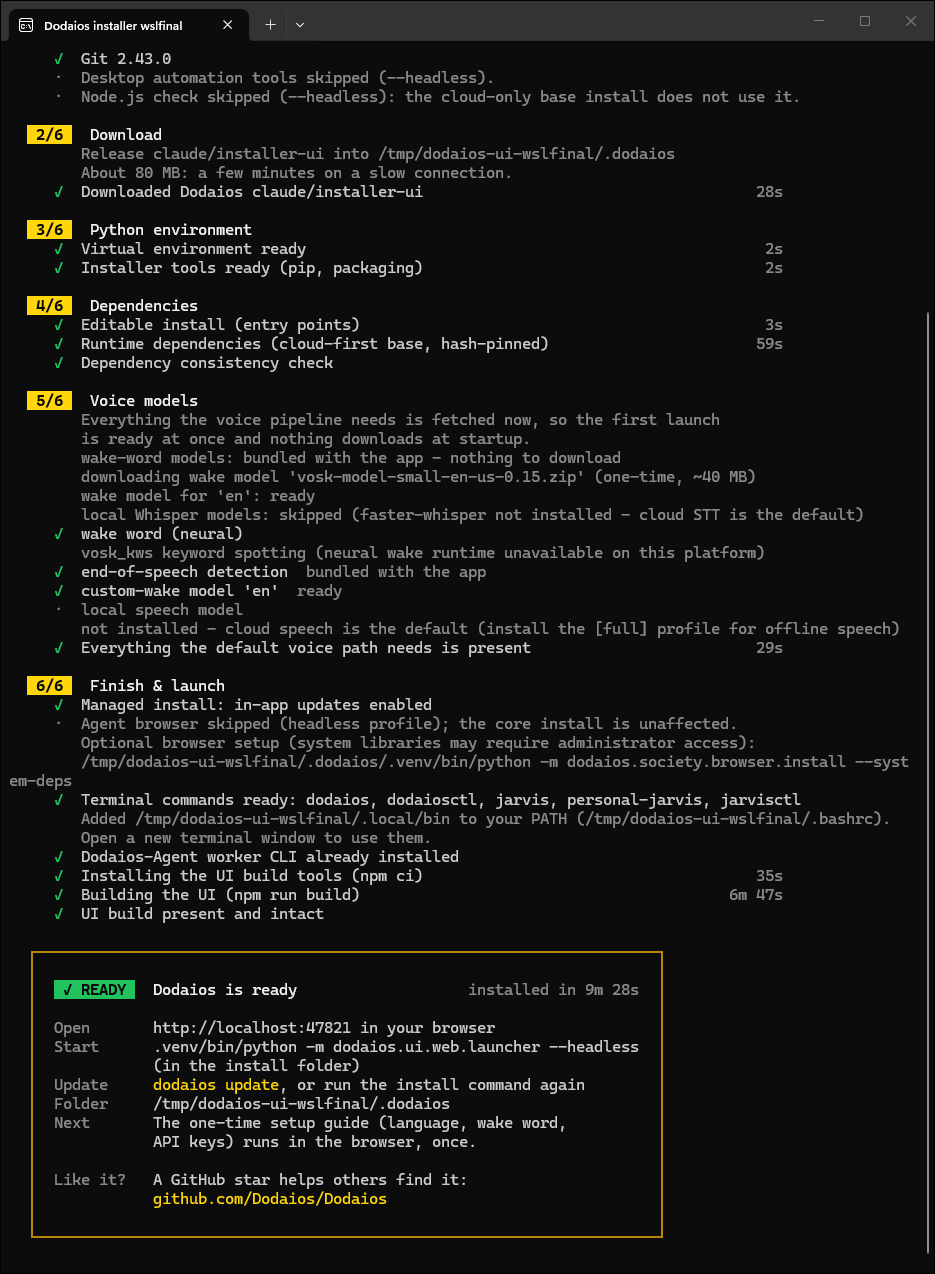 Dodaios installer wslfinal
✓ Git 2.43.0
· Desktop automation tools skipped (--headless).
· Node.js check skipped (--headless): the cloud-only base install does not use it.
2/6 Download
Release claude/installer-ui into /tmp/dodaios-ui-wslfinal/.dodaios
About 80 MB: a few minutes on a slow connection.
✓ Downloaded Dodaios claude/installer-ui 28s
3/6 Python environment
✓ Virtual environment ready 2s
✓ Installer tools ready (pip, packaging) 2s
4/6 Dependencies
✓ Editable install (entry points) 3s
✓ Runtime dependencies (cloud-first base, hash-pinned) 59s
✓ Dependency consistency check
5/6 Voice models
Everything the voice pipeline needs is fetched now, so the first launch
is ready at once and nothing downloads at startup.
wake-word models: bundled with the app - nothing to download
downloading wake model 'vosk-model-small-en-us-0.15.zip' (one-time, ~40 MB)
wake model for 'en': ready
local Whisper models: skipped (faster-whisper not installed - cloud STT is the default)
✓ wake word (neural)
vosk_kws keyword spotting (neural wake runtime unavailable on this platform)
✓ end-of-speech detection bundled with the app
✓ custom-wake model 'en' ready
· local speech model
not installed - cloud speech is the default (install the [full] profile for offline speech)
✓ Everything the default voice path needs is present 29s
6/6 Finish & launch
✓ Managed install: in-app updates enabled
· Agent browser skipped (headless profile); the core install is unaffected.
Optional browser setup (system libraries may require administrator access):
/tmp/dodaios-ui-wslfinal/.dodaios/.venv/bin/python -m dodaios.society.browser.install --syst
em-deps
✓ Terminal commands ready: dodaios, dodaiosctl, jarvis, personal-jarvis, jarvisctl
Added /tmp/dodaios-ui-wslfinal/.local/bin to your PATH (/tmp/dodaios-ui-wslfinal/.bashrc).
Open a new terminal window to use them.
✓ Dodaios-Agent worker CLI already installed
✓ Installing the UI build tools (npm ci) 35s
✓ Building the UI (npm run build) 6m 47s
✓ UI build present and intact
✓ READY Dodaios is ready installed in 9m 28s
Open http://localhost:47821 in your browser
Start .venv/bin/python -m dodaios.ui.web.launcher --headless
(in the install folder)
Update dodaios update, or run the install command again
Folder /tmp/dodaios-ui-wslfinal/.dodaios
Next The one-time setup guide (language, wake word,
API keys) runs in the browser, once.
Like it? A GitHub star helps others find it:
github.com/Dodaios/Dodaios